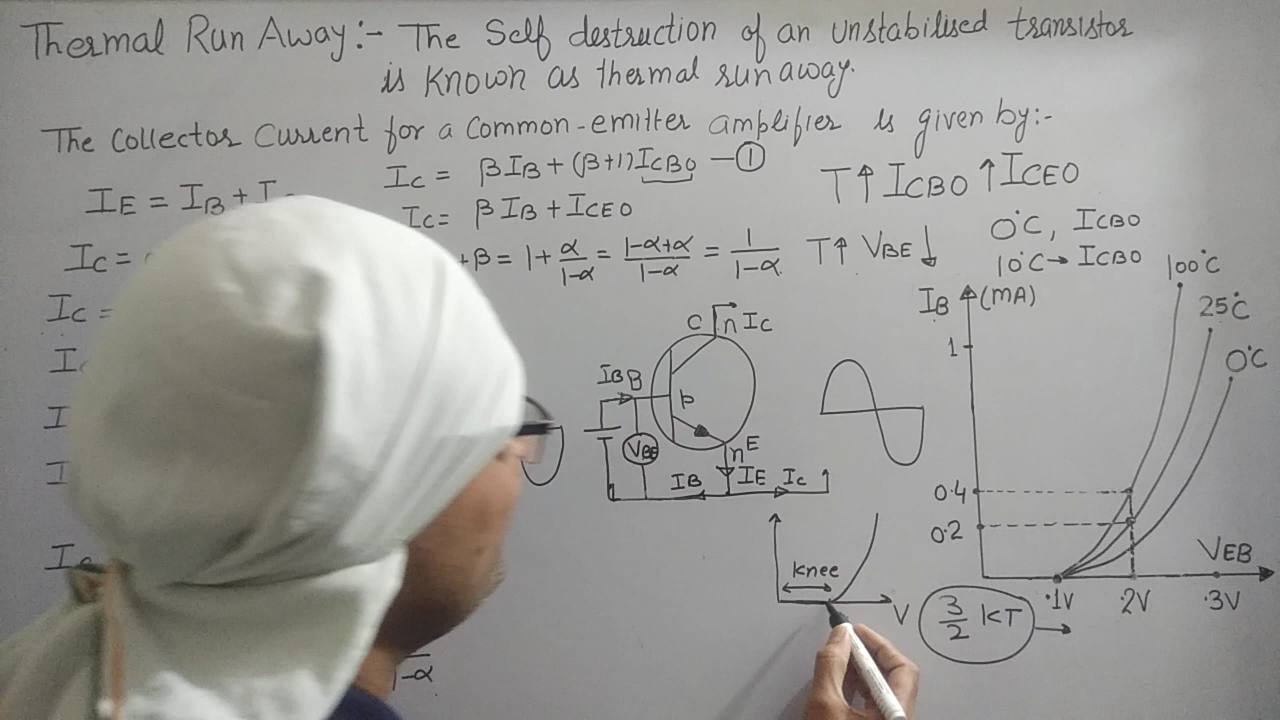 Thermal Run Away:- The Self destruction of an unstabilised transistor
is known as thermal runaway.
The Collector Current for a Common-emitter amplifier is given by:-
IC = βIB + (β+1)ICBO — ①
IE = IB +
IC = βIB + ICEO
T↑ ICBO ↑ ICEO
IC =
+β = 1+ α/1-α = 1-α+α/1-α = 1/1-α
T↑ VBE ↓
0°C, ICBO
10°C → ICBO
IC =
I
I
I
I
1-α
C n IC
IB B
p
VBE
n E
IB IE IC
knee
V
3/2 KT →
IB (mA)
100°C
25°C
0°C
1
0.4
0.2
VEB
.1V .2V .3V